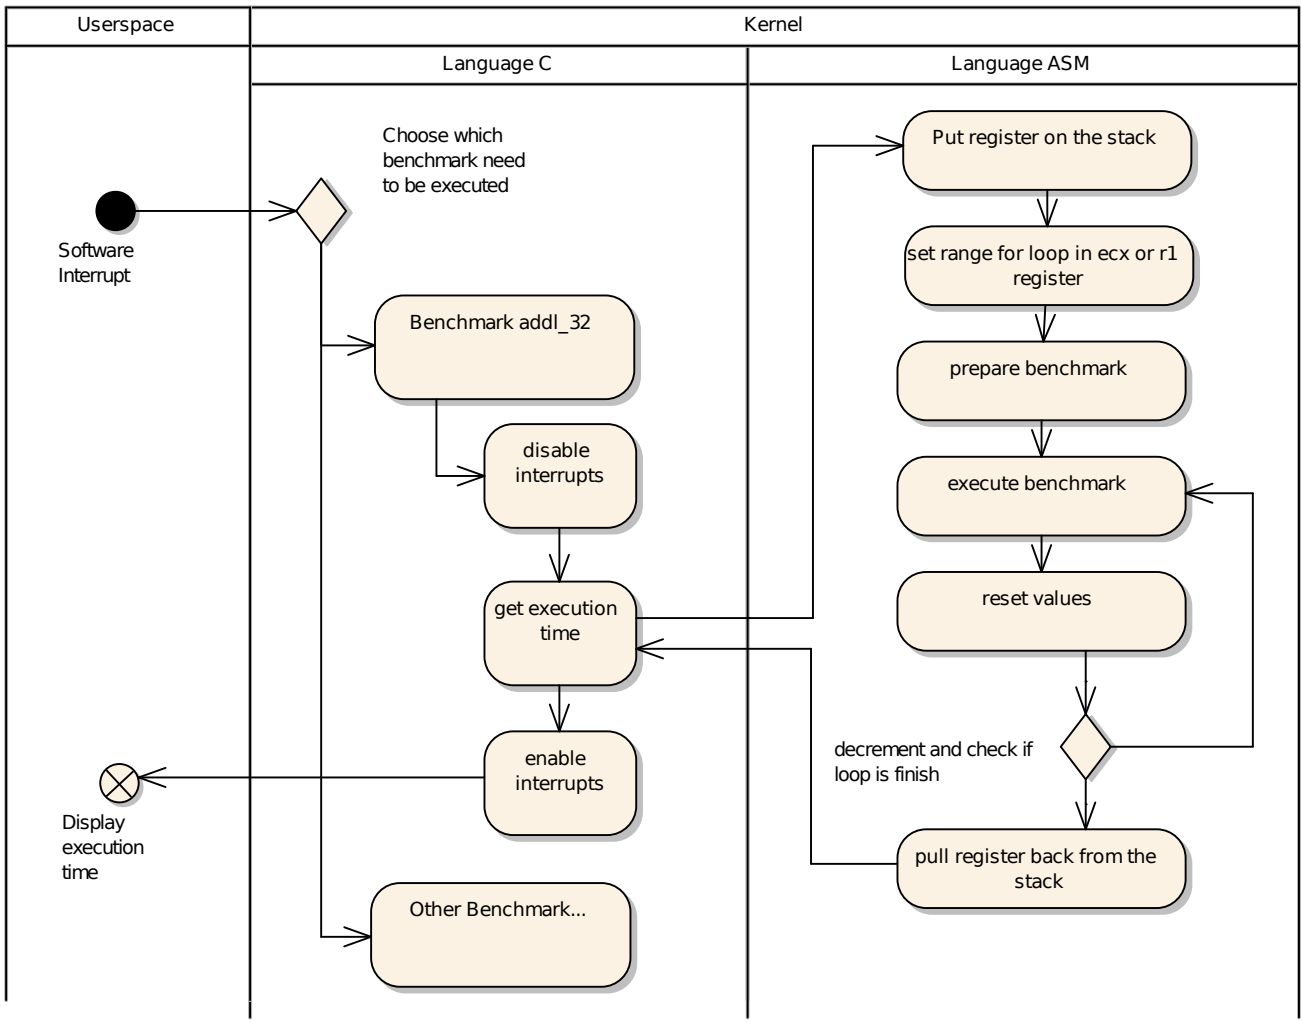 Userspace
Kernel
Language C
Language ASM
Software
Interrupt
Choose which
benchmark need
to be executed
Benchmark addl_32
disable
interrupts
get execution
time
enable
interrupts
Display
execution
time
Other Benchmark...
Put register on the stack
set range for loop in ecx or r1
register
prepare benchmark
execute benchmark
reset values
decrement and check if
loop is finish
pull register back from the
stack